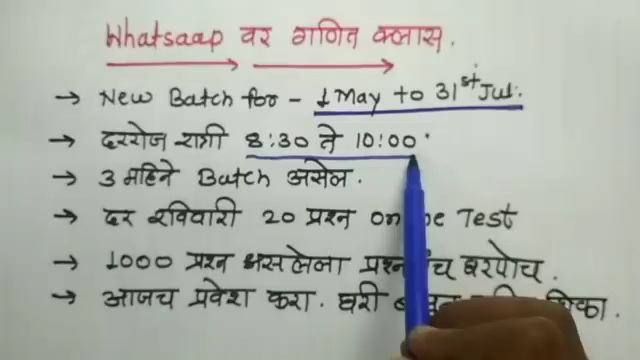 Whatsaap वर गणित क्लास.
→ New Batch for - 1 May to 31st Jul.
→ दररोज रात्री 8:30 ते 10:00
→ 3 महिने Batch असेल.
→ दर रविवारी 20 प्रश्न Test
→ 1000 प्रश्न असलेला घरपोच.
→ आजच प्रवेश करा. घरी